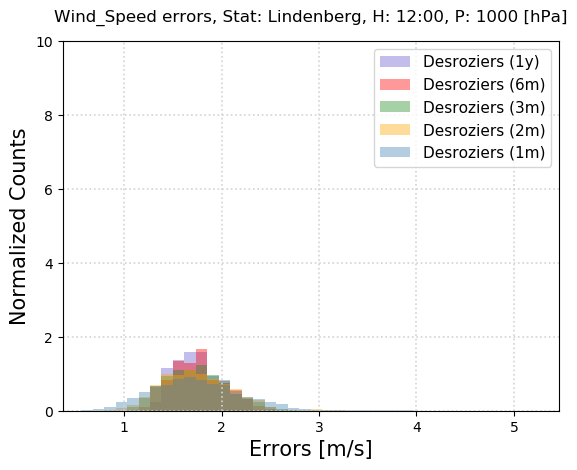 Wind_Speed errors, Stat: Lindenberg, H: 12:00, P: 1000 [hPa]
10
8
6
4
2
0
Normalized Counts
Desroziers (1y)
Desroziers (6m)
Desroziers (3m)
Desroziers (2m)
Desroziers (1m)
1 2 3 4 5
Errors [m/s]